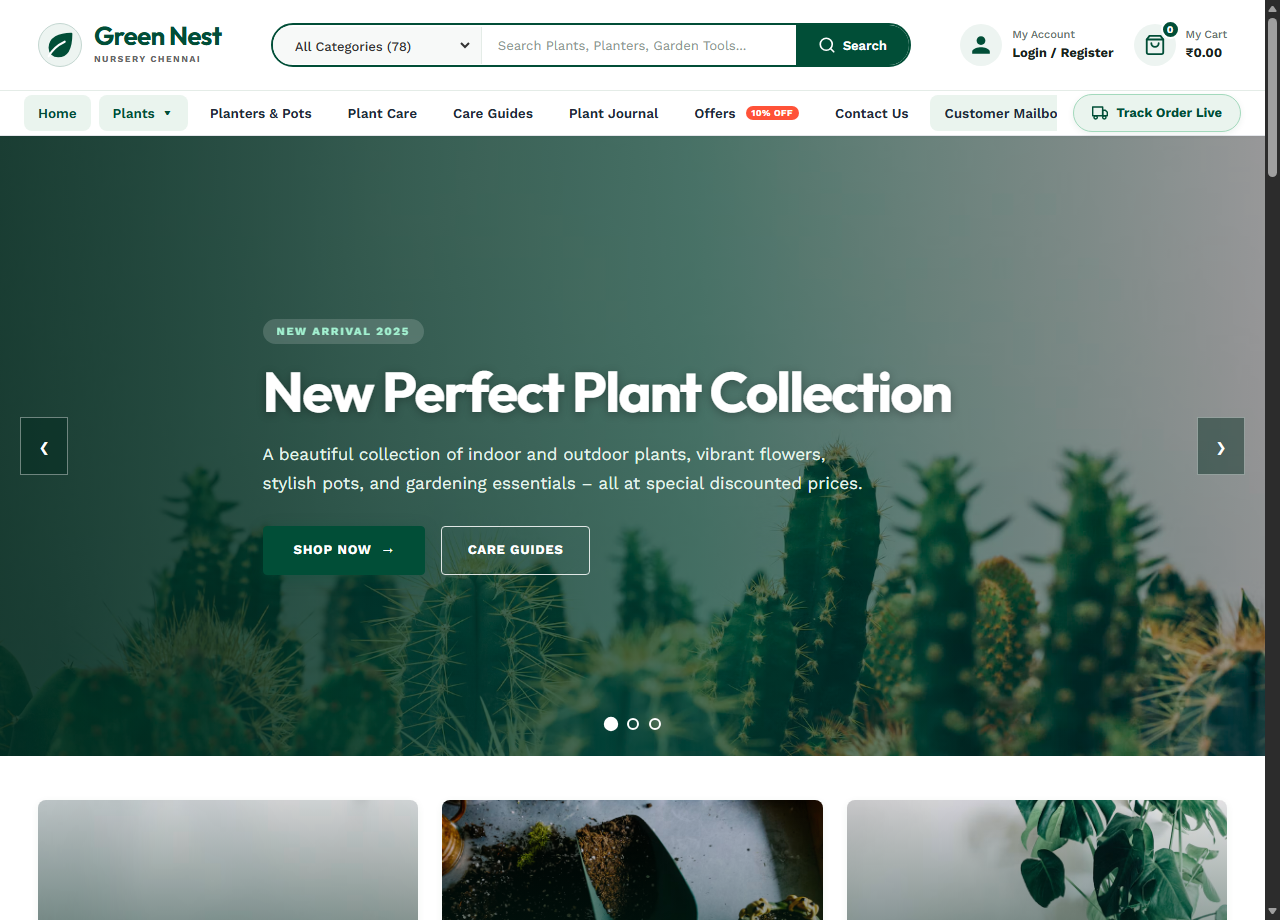 Green Nest
NURSERY CHENNAI
All Categories (78)
Search Plants, Planters, Garden Tools...
Search
My Account
Login / Register
0
My Cart
₹0.00
Home
Plants
Planters & Pots
Plant Care
Care Guides
Plant Journal
Offers
10% OFF
Contact Us
Customer Mailbo
Track Order Live
NEW ARRIVAL 2025
New Perfect Plant Collection
A beautiful collection of indoor and outdoor plants, vibrant flowers,
stylish pots, and gardening essentials – all at special discounted prices.
SHOP NOW →
CARE GUIDES